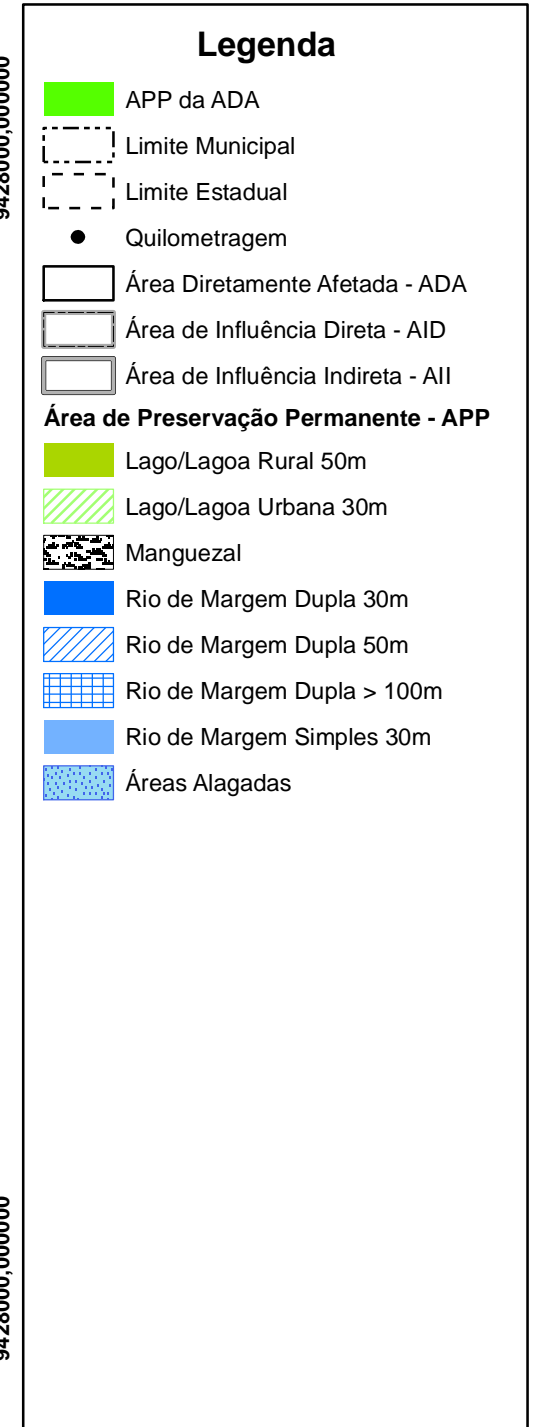 Legenda
APP da ADA
Limite Municipal
Limite Estadual
Quilometragem
Área Diretamente Afetada - ADA
Área de Influência Direta - AID
Área de Influência Indireta - AII
Área de Preservação Permanente - APP
Lago/Lagoa Rural 50m
Lago/Lagoa Urbana 30m
Manguezal
Rio de Margem Dupla 30m
Rio de Margem Dupla 50m
Rio de Margem Dupla > 100m
Rio de Margem Simples 30m
Áreas Alagadas
9428000,000000
9428000,000000